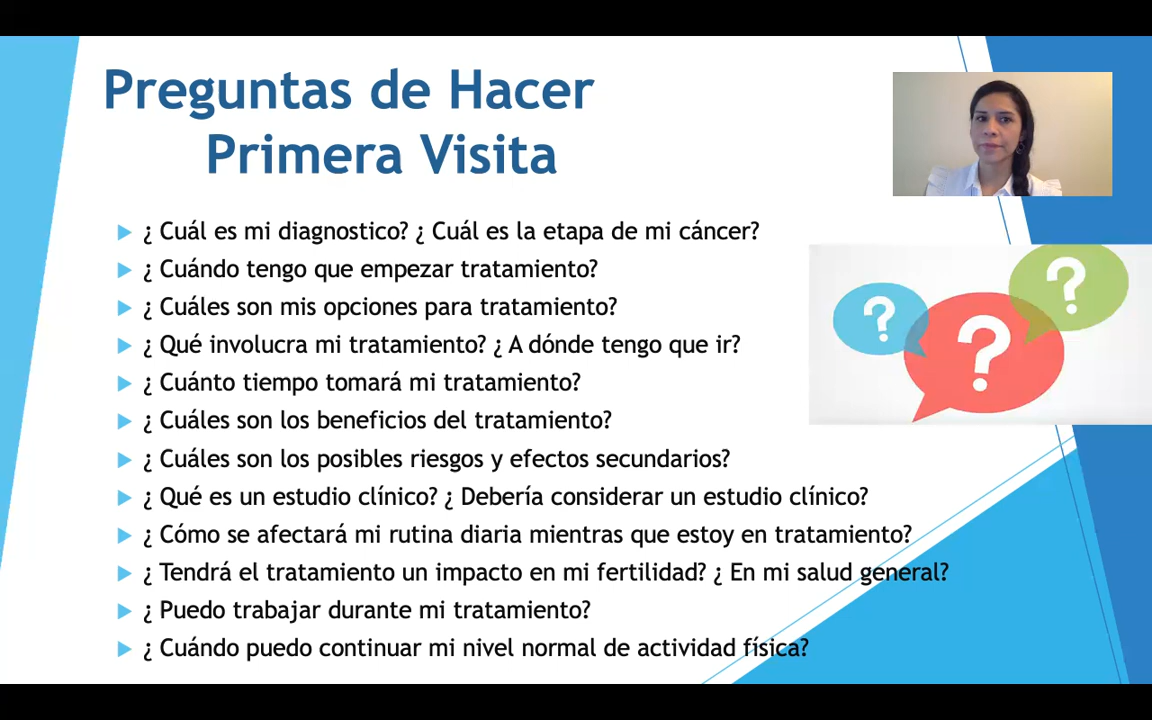 Preguntas de Hacer
Primera Visita
¿ Cuál es mi diagnostico? ¿ Cuál es la etapa de mi cáncer?
¿ Cuándo tengo que empezar tratamiento?
¿ Cuáles son mis opciones para tratamiento?
¿ Qué involucra mi tratamiento? ¿ A dónde tengo que ir?
¿ Cuánto tiempo tomará mi tratamiento?
¿ Cuáles son los beneficios del tratamiento?
¿ Cuáles son los posibles riesgos y efectos secundarios?
¿ Qué es un estudio clínico? ¿ Debería considerar un estudio clínico?
¿ Cómo se afectará mi rutina diaria mientras que estoy en tratamiento?
¿ Tendrá el tratamiento un impacto en mi fertilidad? ¿ En mi salud general?
¿ Puedo trabajar durante mi tratamiento?
¿ Cuándo puedo continuar mi nivel normal de actividad física?
? ? ?